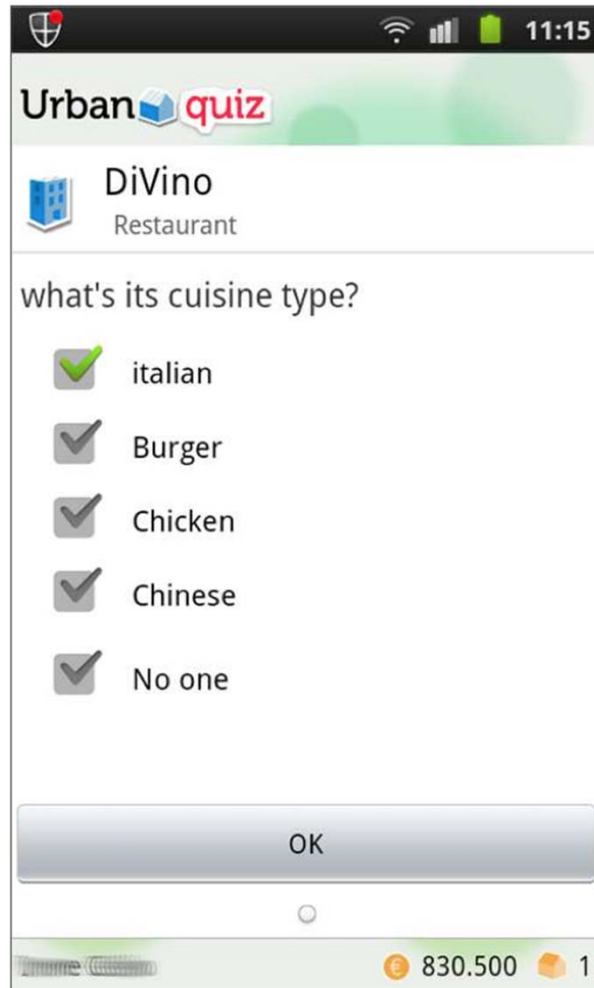 11:15
Urban quiz
DiVino
Restaurant
what's its cuisine type?
italian
Burger
Chicken
Chinese
No one
OK
€ 830.500 1